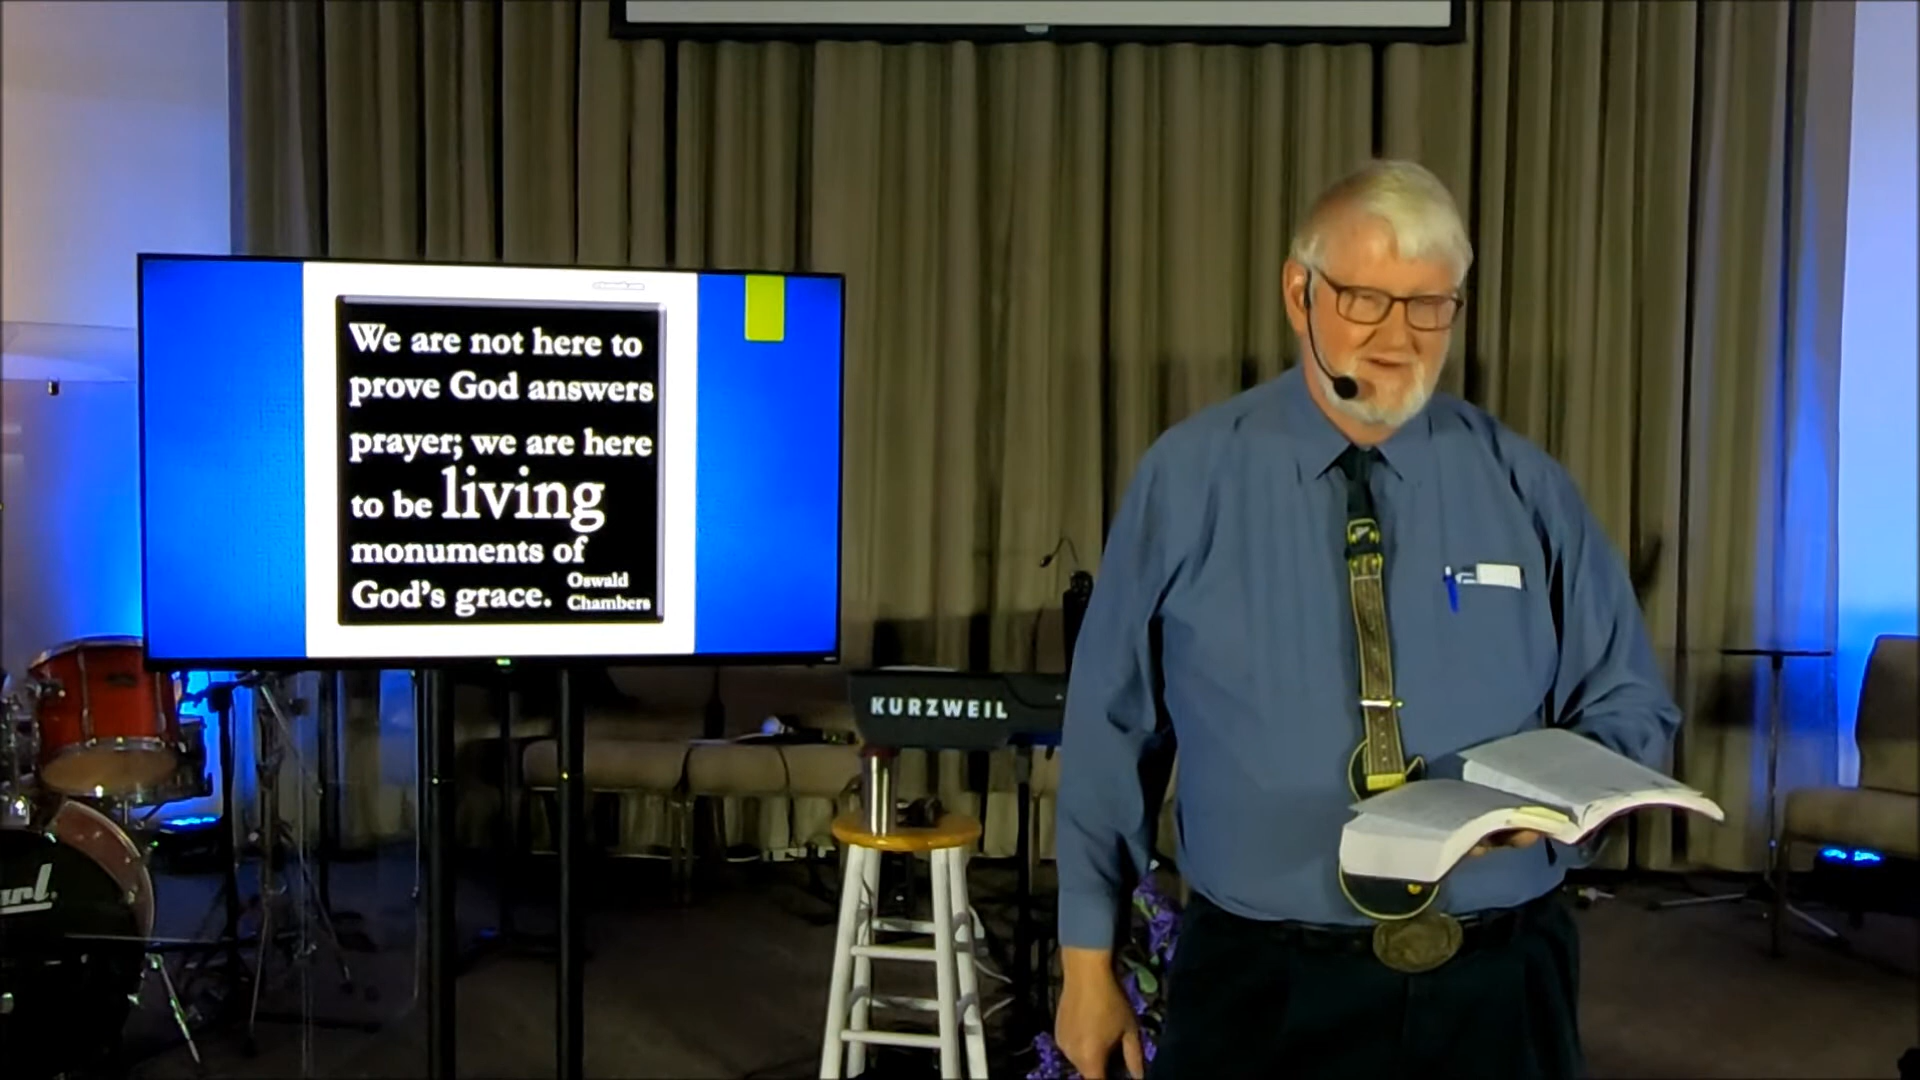 We are not here to
prove God answers
prayer; we are here
to be living
monuments of
God's grace. Oswald
Chambers
KURZWEIL